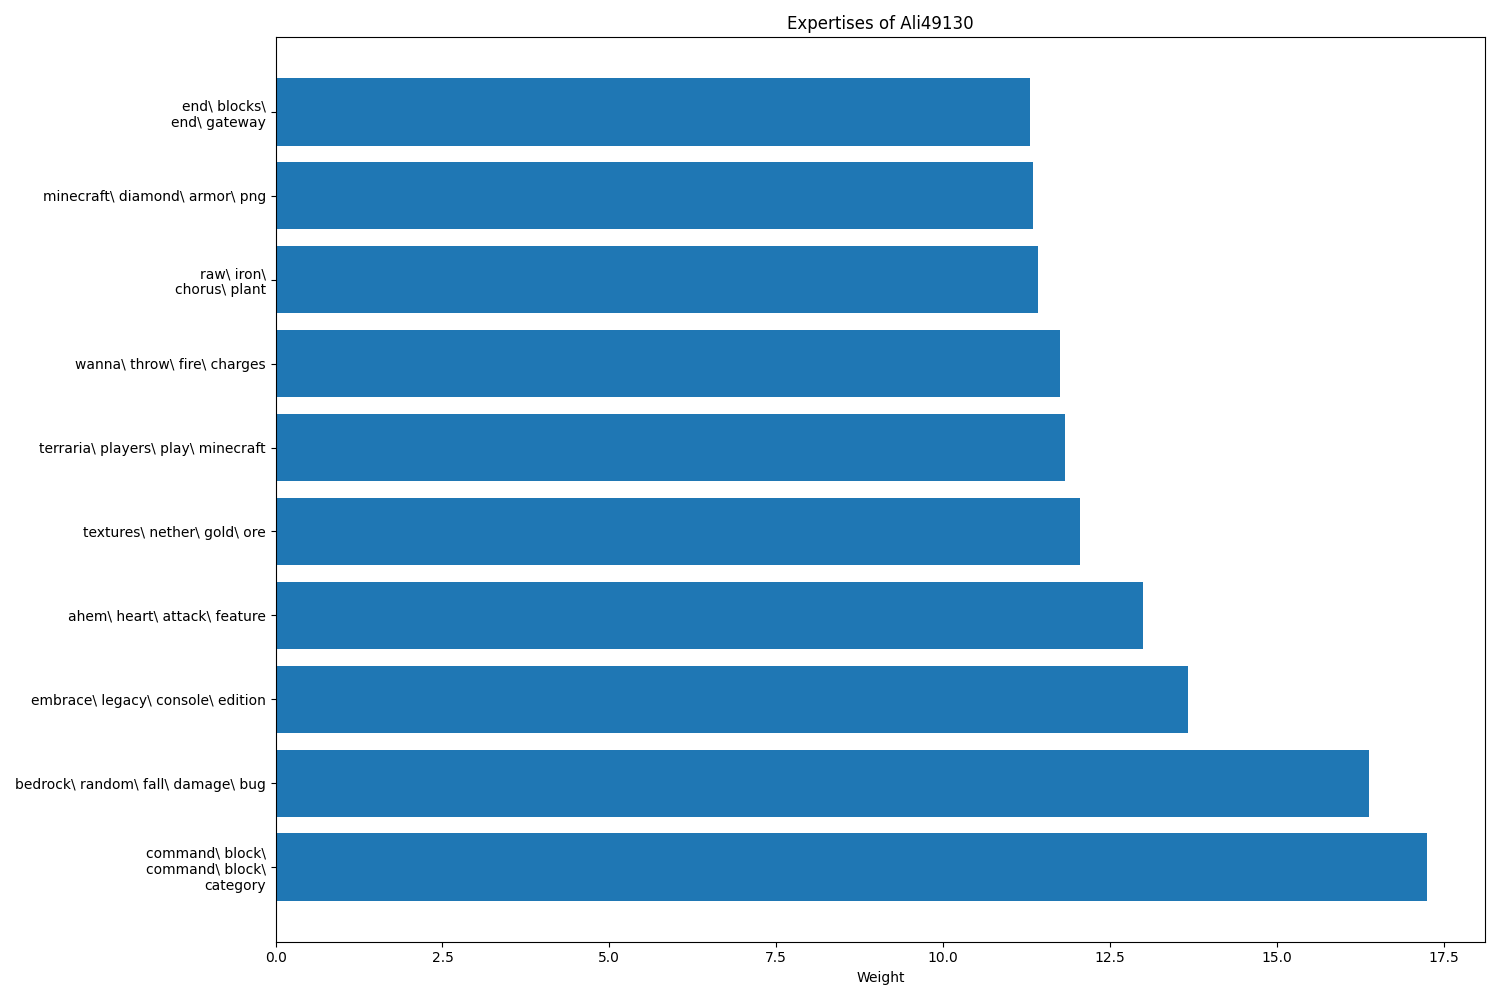 Expertises of Ali49130
end\ blocks\
end\ gateway
minecraft\ diamond\ armor\ png
raw\ iron\
chorus\ plant
wanna\ throw\ fire\ charges
terraria\ players\ play\ minecraft
textures\ nether\ gold\ ore
ahem\ heart\ attack\ feature
embrace\ legacy\ console\ edition
bedrock\ random\ fall\ damage\ bug
command\ block\
command\ block\
category
0.0 2.5 5.0 7.5 10.0 12.5 15.0 17.5
Weight